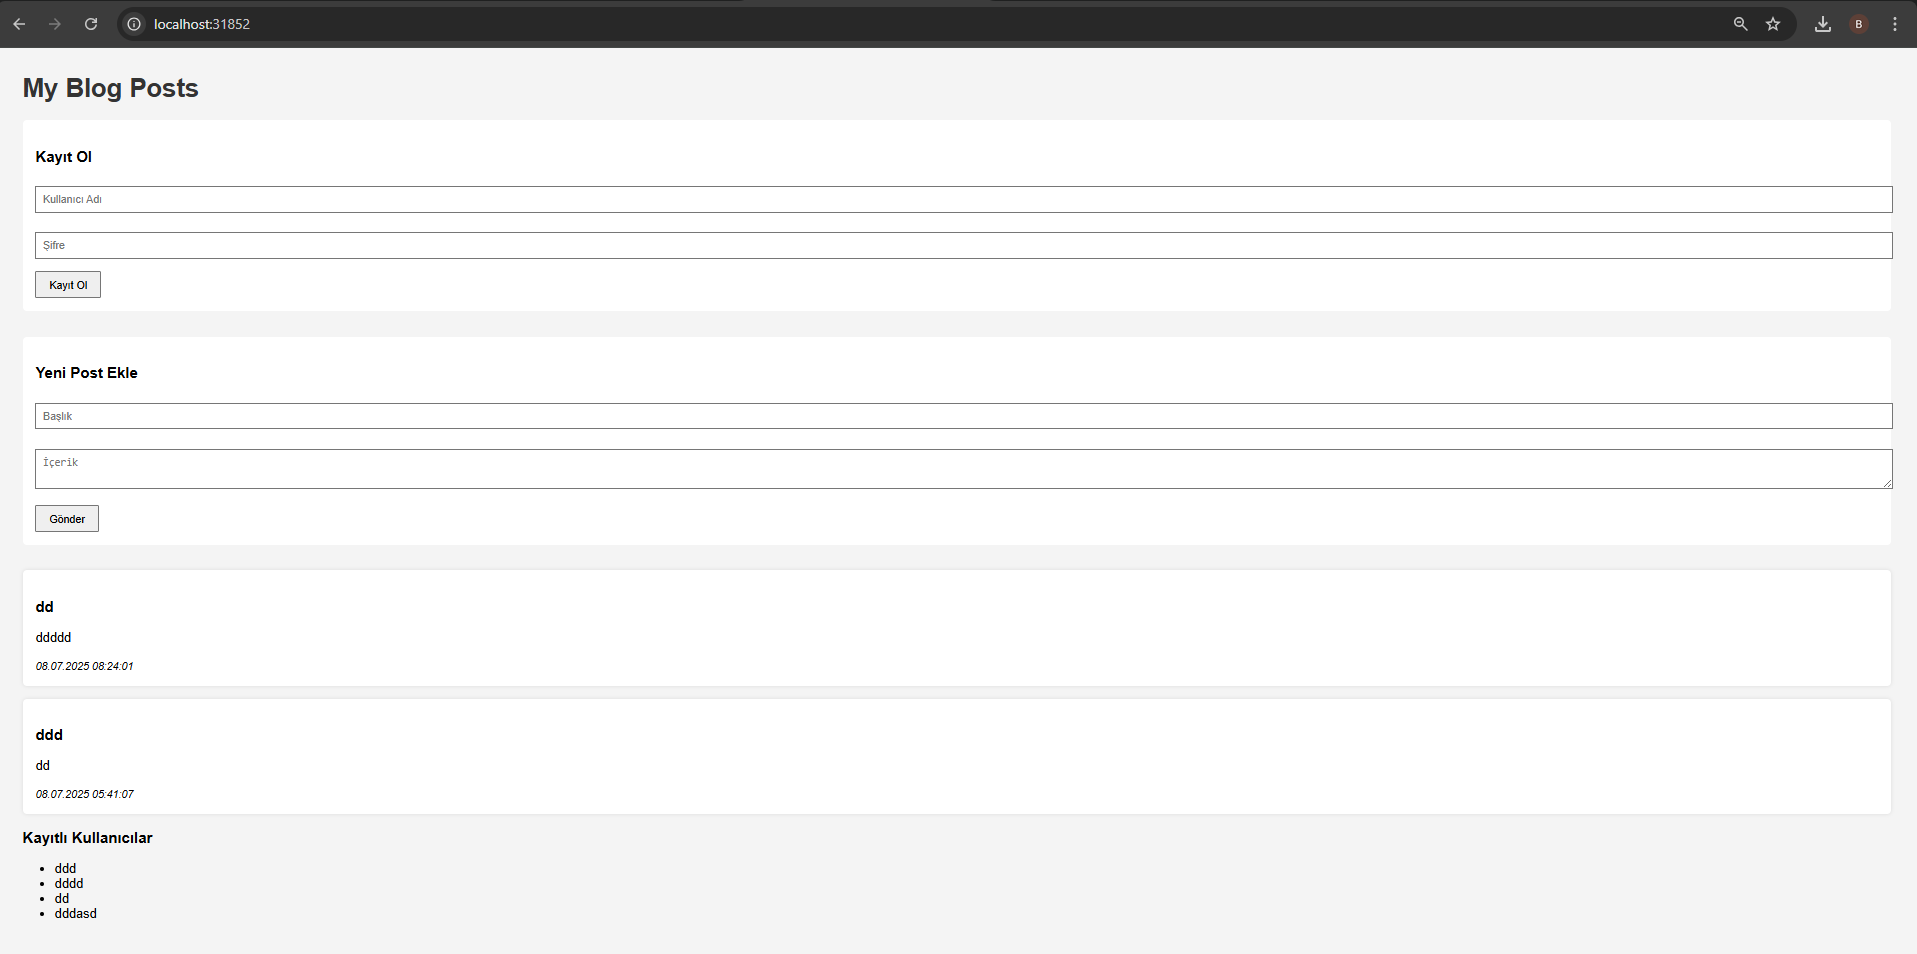 localhost:31852
B
My Blog Posts
Kayıt Ol
Kullanıcı Adı
Şifre
Kayıt Ol
Yeni Post Ekle
Başlık
İçerik
Gönder
dd
ddddd
08.07.2025 08:24:01
ddd
dd
08.07.2025 05:41:07
Kayıtlı Kullanıcılar
ddd
dddd
dd
dddasd